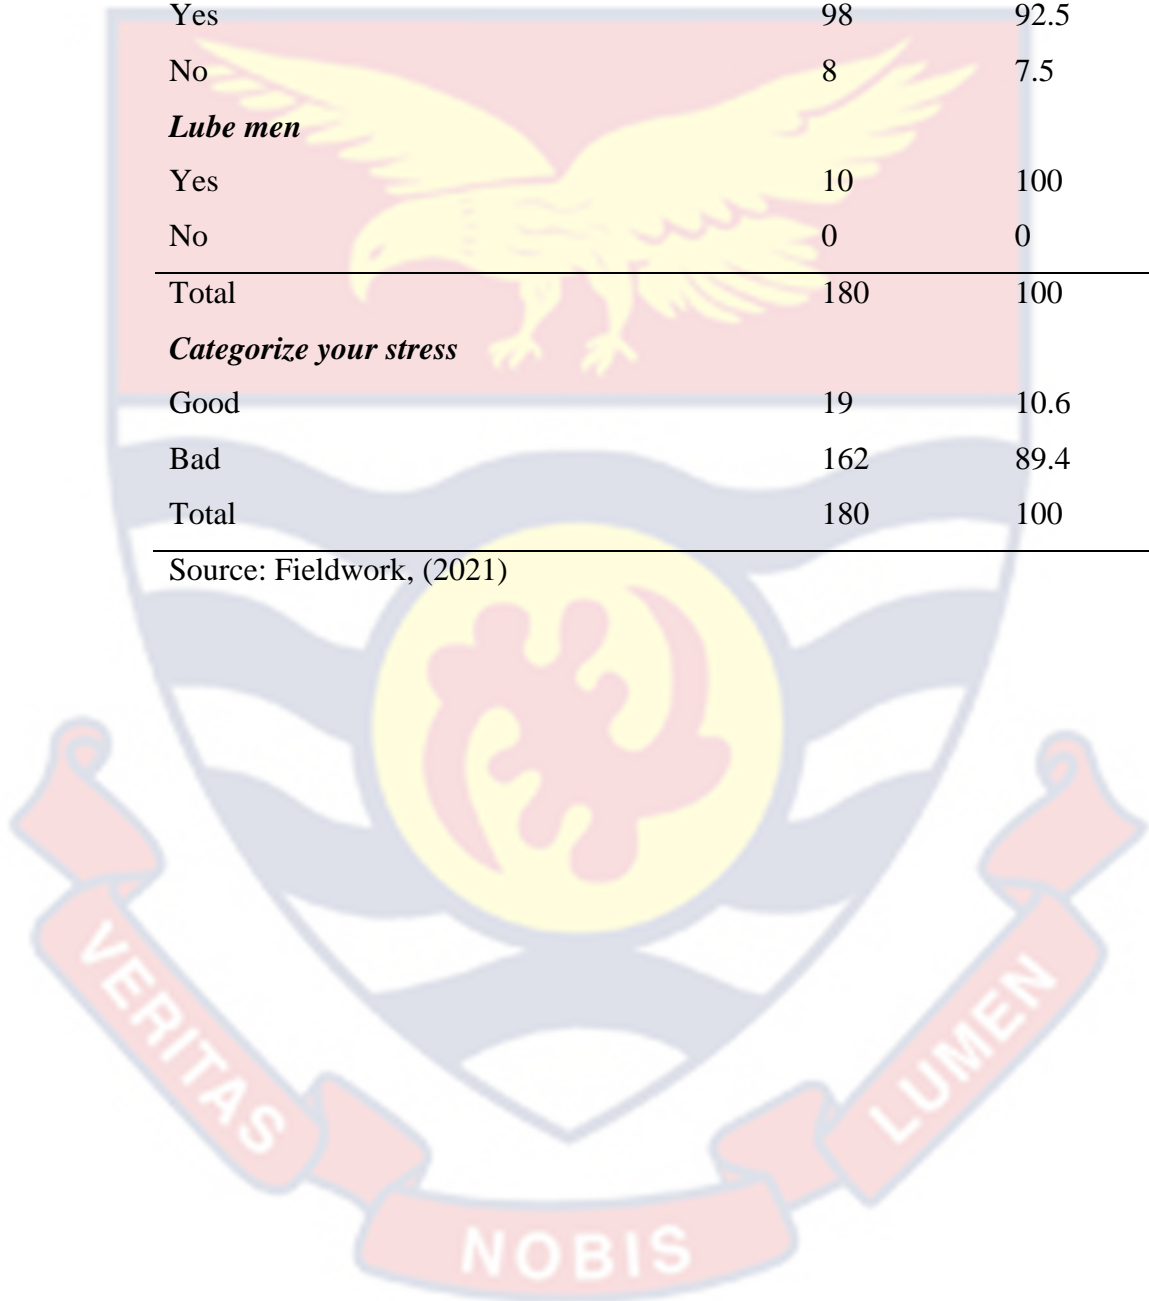 Yes 98 92.5
No 8 7.5
Lube men
Yes 10 100
No 0 0
Total 180 100
Categorize your stress
Good 19 10.6
Bad 162 89.4
Total 180 100
Source: Fieldwork, (2021)
VERITAS
NOBIS
LUMEN